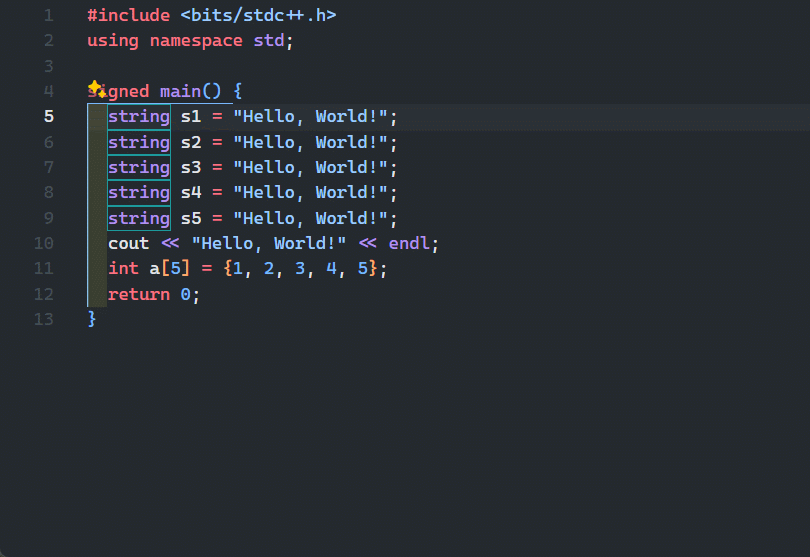 1 #include <bits/stdc++.h>
2 using namespace std;
3
4 signed main() {
5 string s1 = "Hello, World!";
6 string s2 = "Hello, World!";
7 string s3 = "Hello, World!";
8 string s4 = "Hello, World!";
9 string s5 = "Hello, World!";
10 cout << "Hello, World!" << endl;
11 int a[5] = {1, 2, 3, 4, 5};
12 return 0;
13 }